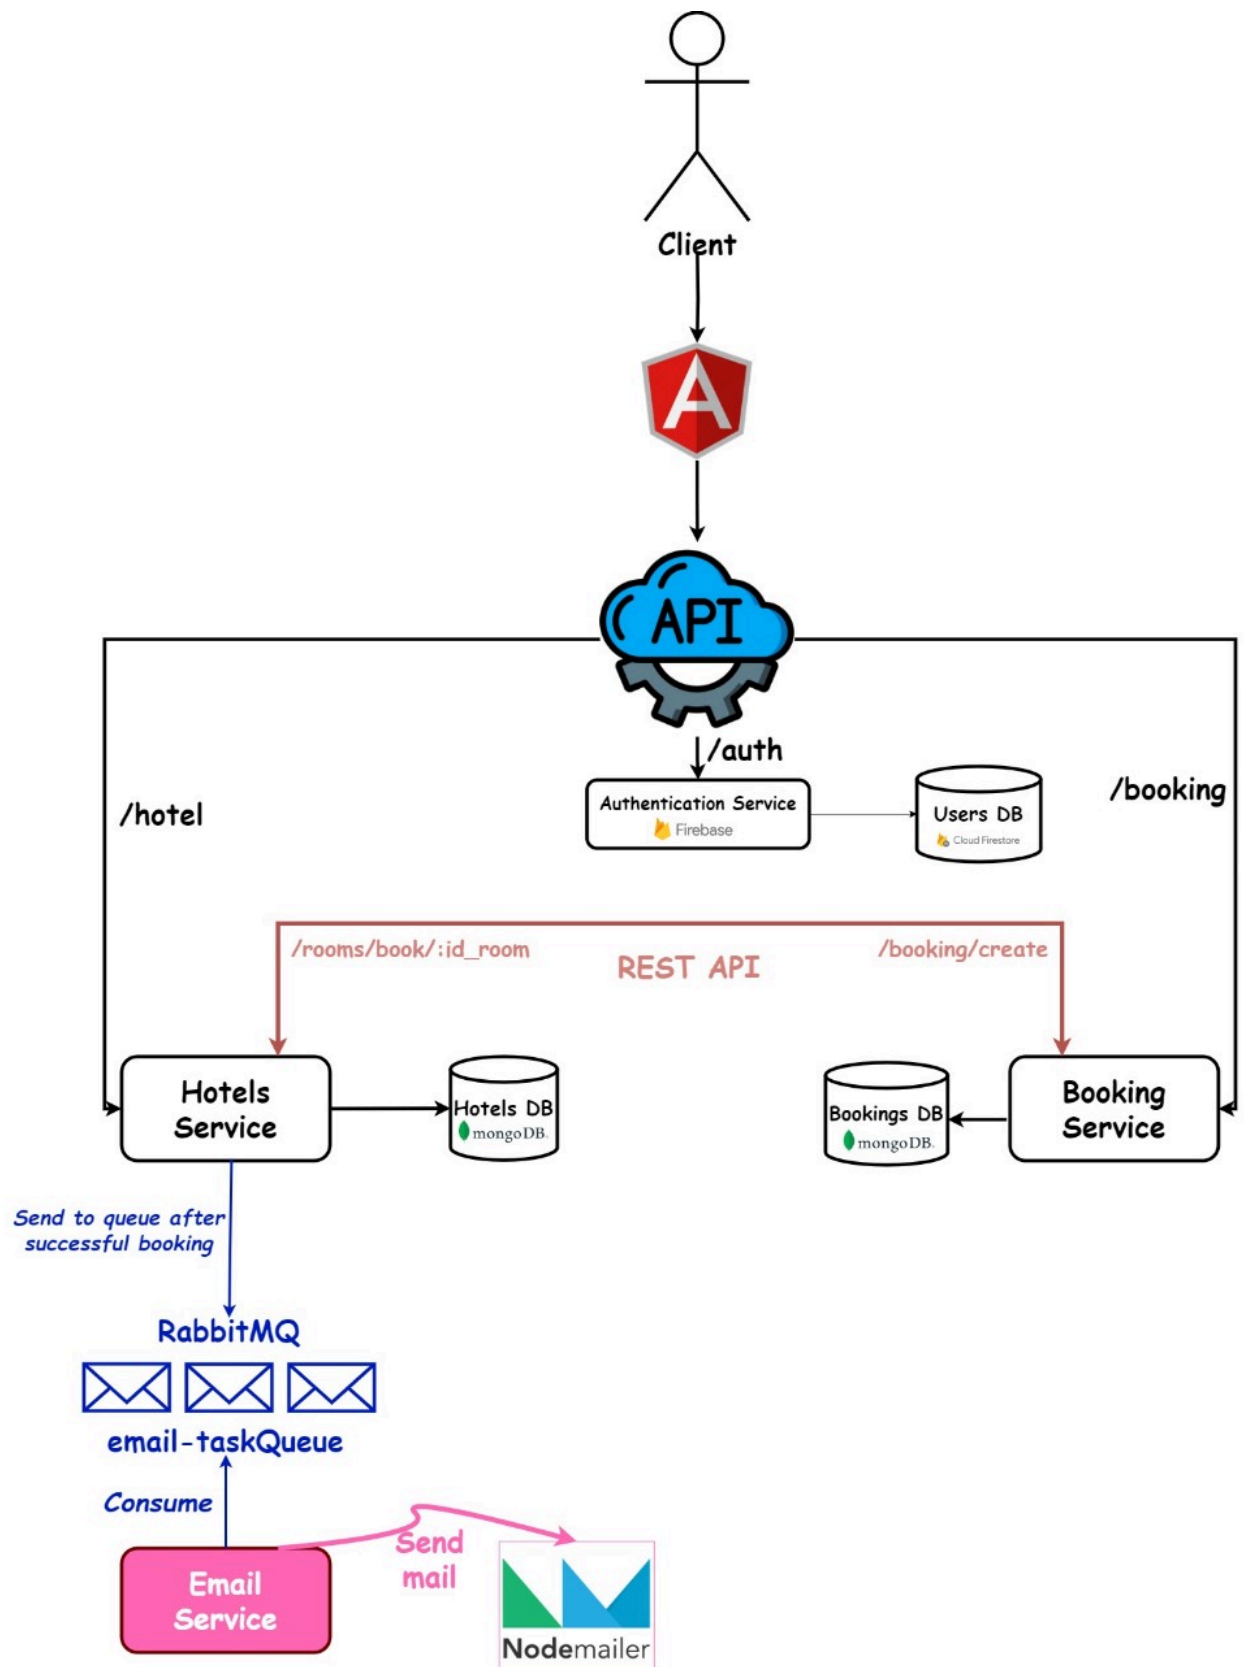 Client
A
API
/auth
/hotel
Authentication Service
Firebase
Users DB
Cloud Firestore
/booking
/rooms/book/:id_room
REST API
/booking/create
Hotels
Service
Hotels DB
mongoDB.
Bookings DB
mongoDB.
Booking
Service
Send to queue after
successful booking
RabbitMQ
email-taskQueue
Consume
Send
mail
Email
Service
Nodemailer